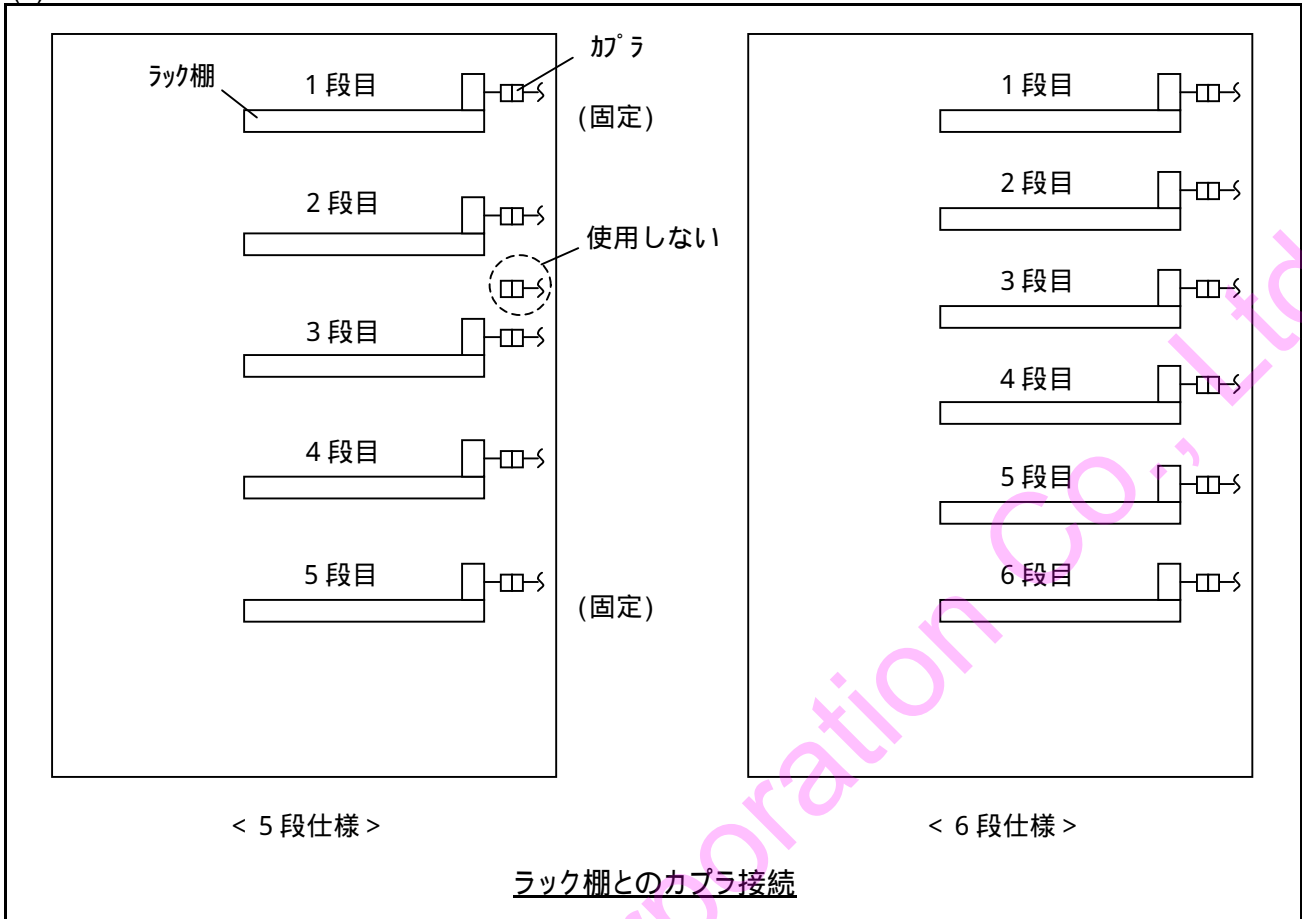 ラック棚
1 段目
カプラ
(固定)
2 段目
使用しない
3 段目
4 段目
5 段目
(固定)
< 5 段仕様 >
1 段目
2 段目
3 段目
4 段目
5 段目
6 段目
< 6 段仕様 >
ラック棚とのカプラ接続
poration Co., Ltd